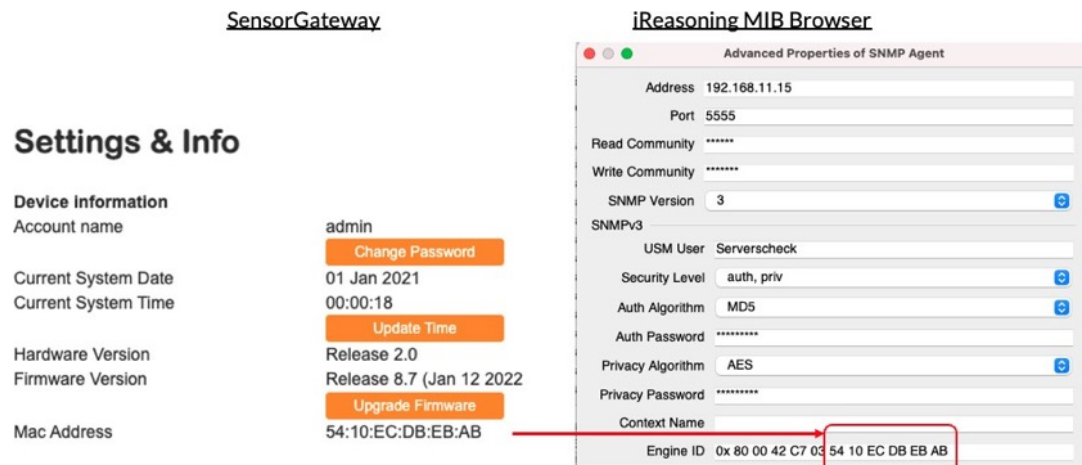 SensorGateway
iReasoning MIB Browser
Settings & Info
Device information
Account name admin
Change Password
Current System Date 01 Jan 2021
Current System Time 00:00:18
Update Time
Hardware Version Release 2.0
Firmware Version Release 8.7 (Jan 12 2022
Upgrade Firmware
Mac Address 54:10:EC:DB:EB:AB
Advanced Properties of SNMP Agent
Address 192.168.11.15
Port 5555
Read Community ******
Write Community *******
SNMP Version 3
SNMPv3
USM User Serverscheck
Security Level auth, priv
Auth Algorithm MD5
Auth Password *********
Privacy Algorithm AES
Privacy Password *********
Context Name
Engine ID 0x 80 00 42 C7 03 54 10 EC DB EB AB